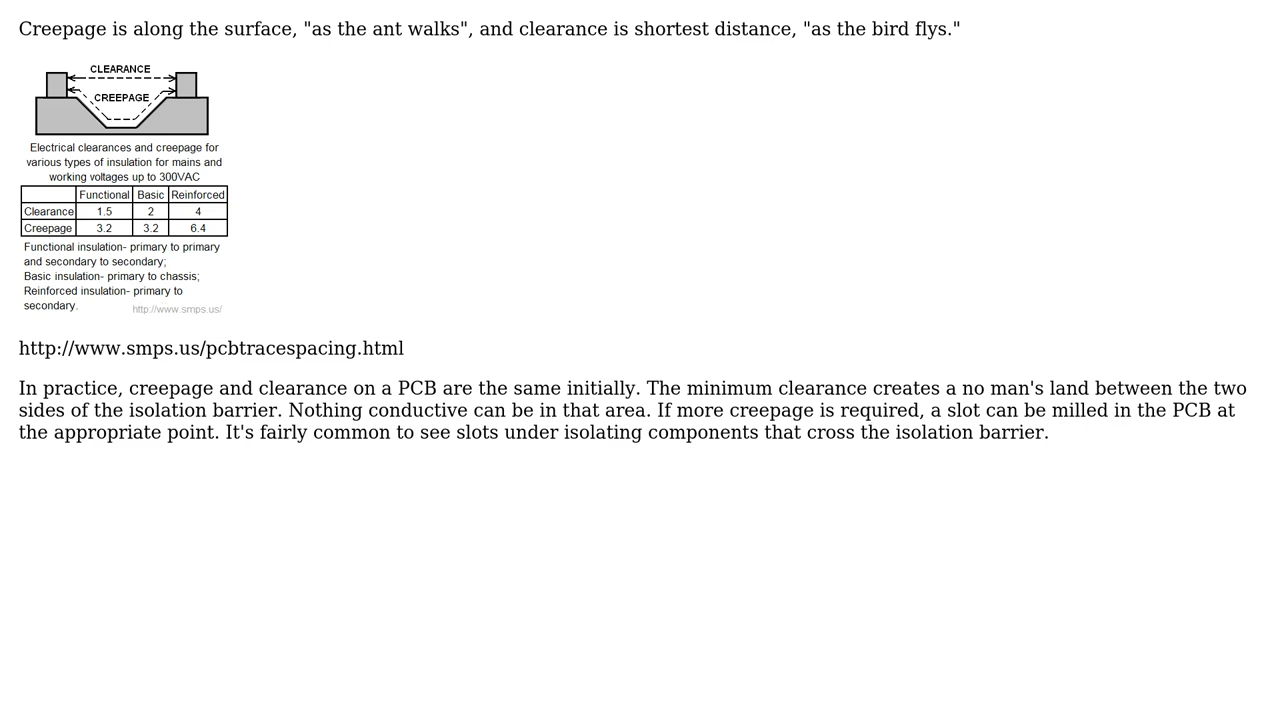 Creepage is along the surface, "as the ant walks", and clearance is shortest distance, "as the bird flys."
CLEARANCE
CREEPAGE
Electrical clearances and creepage for
various types of insulation for mains and
working voltages up to 300VAC
Functional Basic Reinforced
Clearance 1.5 2 4
Creepage 3.2 3.2 6.4
Functional insulation- primary to primary
and secondary to secondary;
Basic insulation- primary to chassis;
Reinforced insulation- primary to
secondary. http://www.smps.us/
http://www.smps.us/pcbtracespacing.html
In practice, creepage and clearance on a PCB are the same initially. The minimum clearance creates a no man's land between the two
sides of the isolation barrier. Nothing conductive can be in that area. If more creepage is required, a slot can be milled in the PCB at
the appropriate point. It's fairly common to see slots under isolating components that cross the isolation barrier.